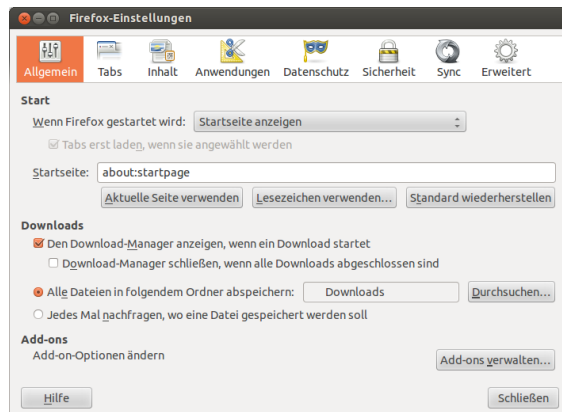 Firefox-Einstellungen
Allgemein Tabs Inhalt Anwendungen Datenschutz Sicherheit Sync Erweitert
Start
Wenn Firefox gestartet wird: Startseite anzeigen
Tabs erst laden, wenn sie angewählt werden
Startseite: about:startpage
Aktuelle Seite verwenden Lesezeichen verwenden... Standard wiederherstellen
Downloads
Den Download-Manager anzeigen, wenn ein Download startet
Download-Manager schließen, wenn alle Downloads abgeschlossen sind
Alle Dateien in folgendem Ordner abspeichern: Downloads Durchsuchen...
Jedes Mal nachfragen, wo eine Datei gespeichert werden soll
Add-ons
Add-on-Optionen ändern
Add-ons verwalten...
Hilfe Schließen